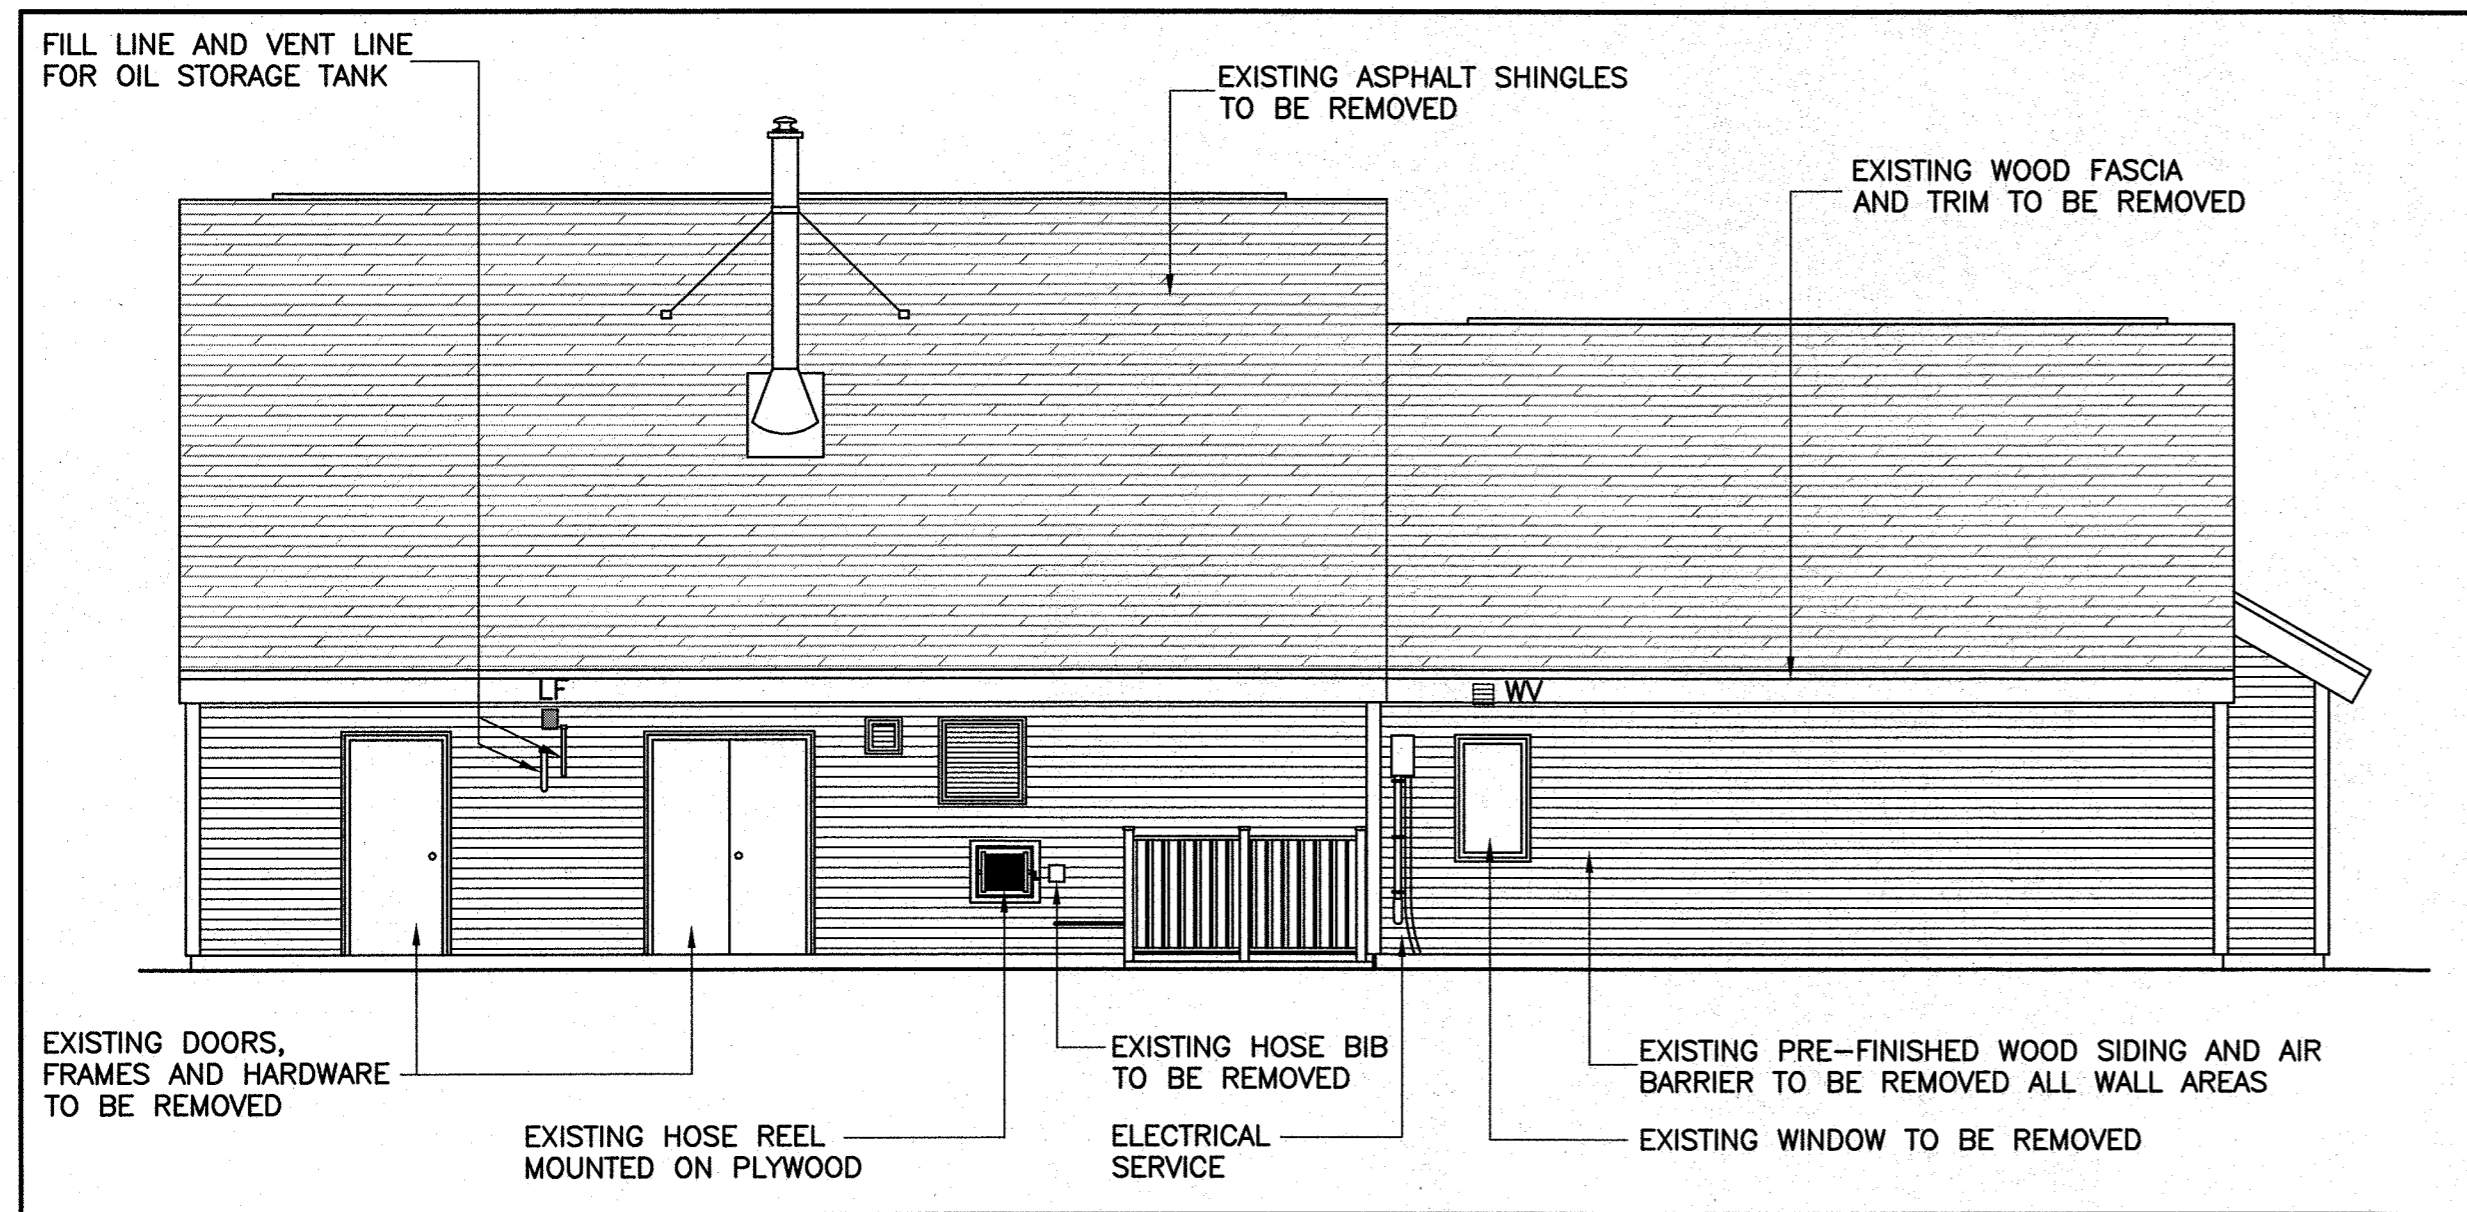 FILL LINE AND VENT LINE
FOR OIL STORAGE TANK
EXISTING ASPHALT SHINGLES
TO BE REMOVED
EXISTING WOOD FASCIA
AND TRIM TO BE REMOVED
LF
WV
EXISTING DOORS,
FRAMES AND HARDWARE
TO BE REMOVED
EXISTING HOSE REEL
MOUNTED ON PLYWOOD
EXISTING HOSE BIB
TO BE REMOVED
ELECTRICAL
SERVICE
EXISTING PRE-FINISHED WOOD SIDING AND AIR
BARRIER TO BE REMOVED ALL WALL AREAS
EXISTING WINDOW TO BE REMOVED